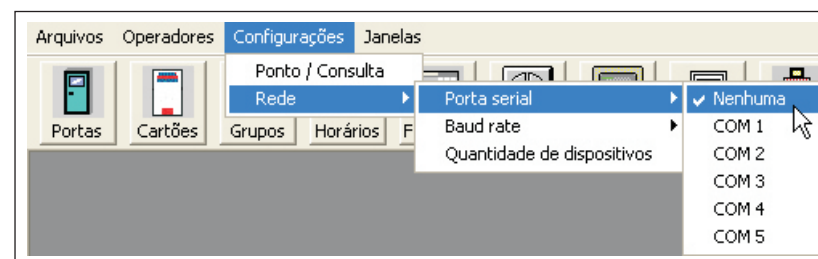 Arquivos Operadores Configurações Janelas
Ponto / Consulta
Rede Porta serial Nenhuma
Portas Cartões Grupos Horários F Baud rate COM 1
Quantidade de dispositivos COM 2
COM 3
COM 4
COM 5